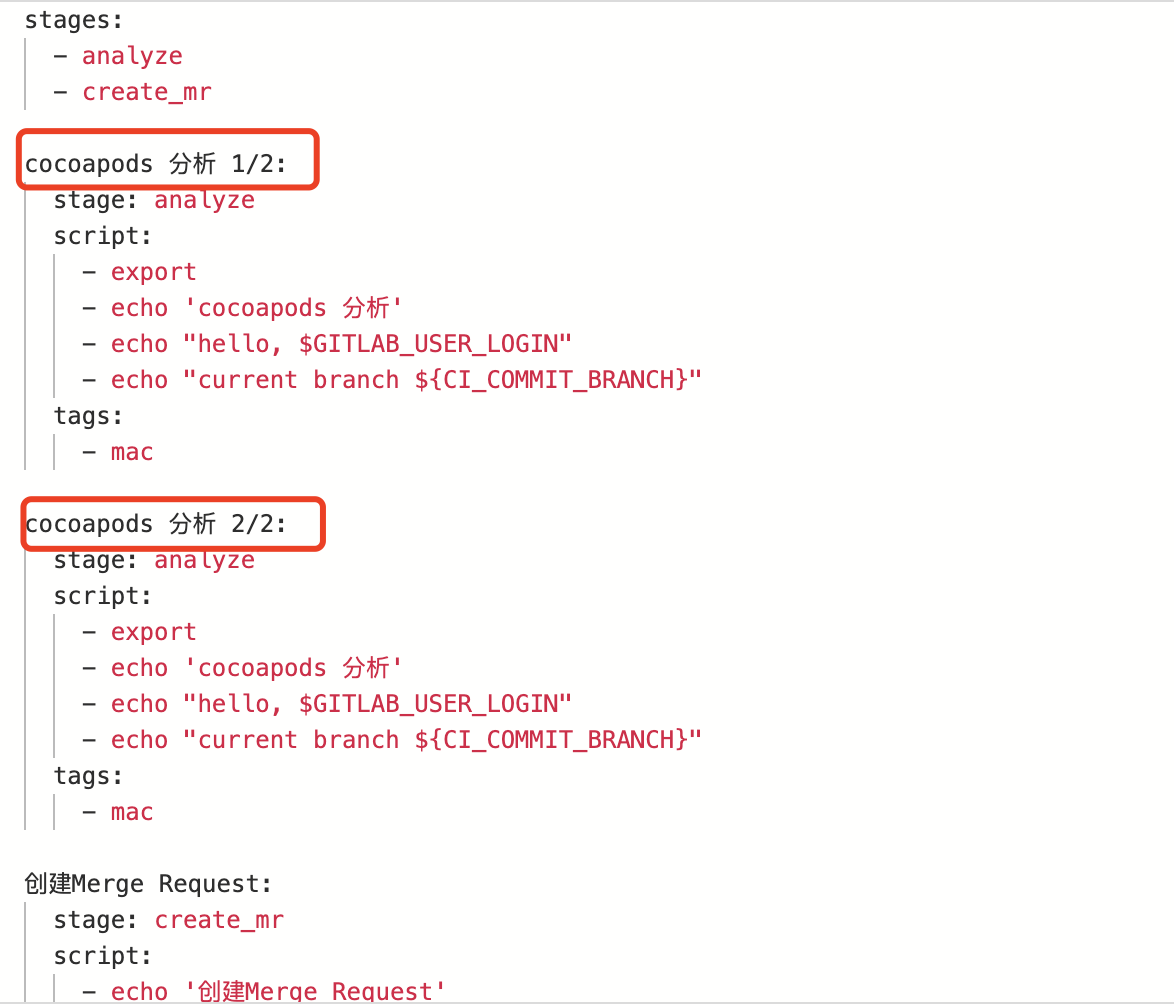 stages:
- analyze
- create_mr
cocoapods 分析 1/2:
stage: analyze
script:
- export
- echo 'cocoapods 分析'
- echo "hello, $GITLAB_USER_LOGIN"
- echo "current branch ${CI_COMMIT_BRANCH}"
tags:
- mac
cocoapods 分析 2/2:
stage: analyze
script:
- export
- echo 'cocoapods 分析'
- echo "hello, $GITLAB_USER_LOGIN"
- echo "current branch ${CI_COMMIT_BRANCH}"
tags:
- mac
创建Merge Request:
stage: create_mr
script:
- echo '创建Merge Request'